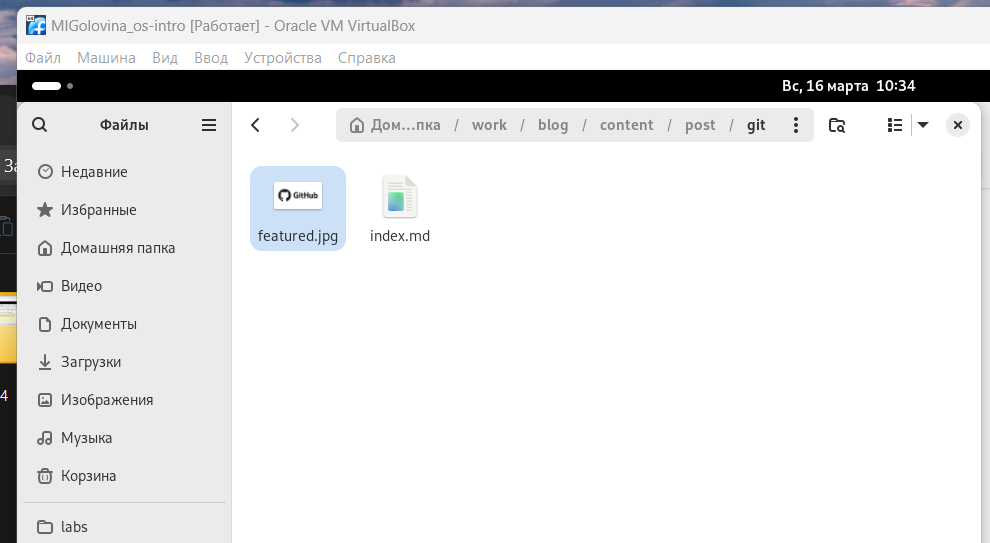 MIGolovina_os-intro [Работает] - Oracle VM VirtualBox
Файл Машина Вид Ввод Устройства Справка
Вс, 16 марта 10:34
Файлы
Дом…пка / work / blog / content / post / git
За
Недавние
Избранные
Домашняя папка
Видео
Документы
Загрузки
4
Изображения
Музыка
Корзина
labs
GitHub
featured.jpg
index.md